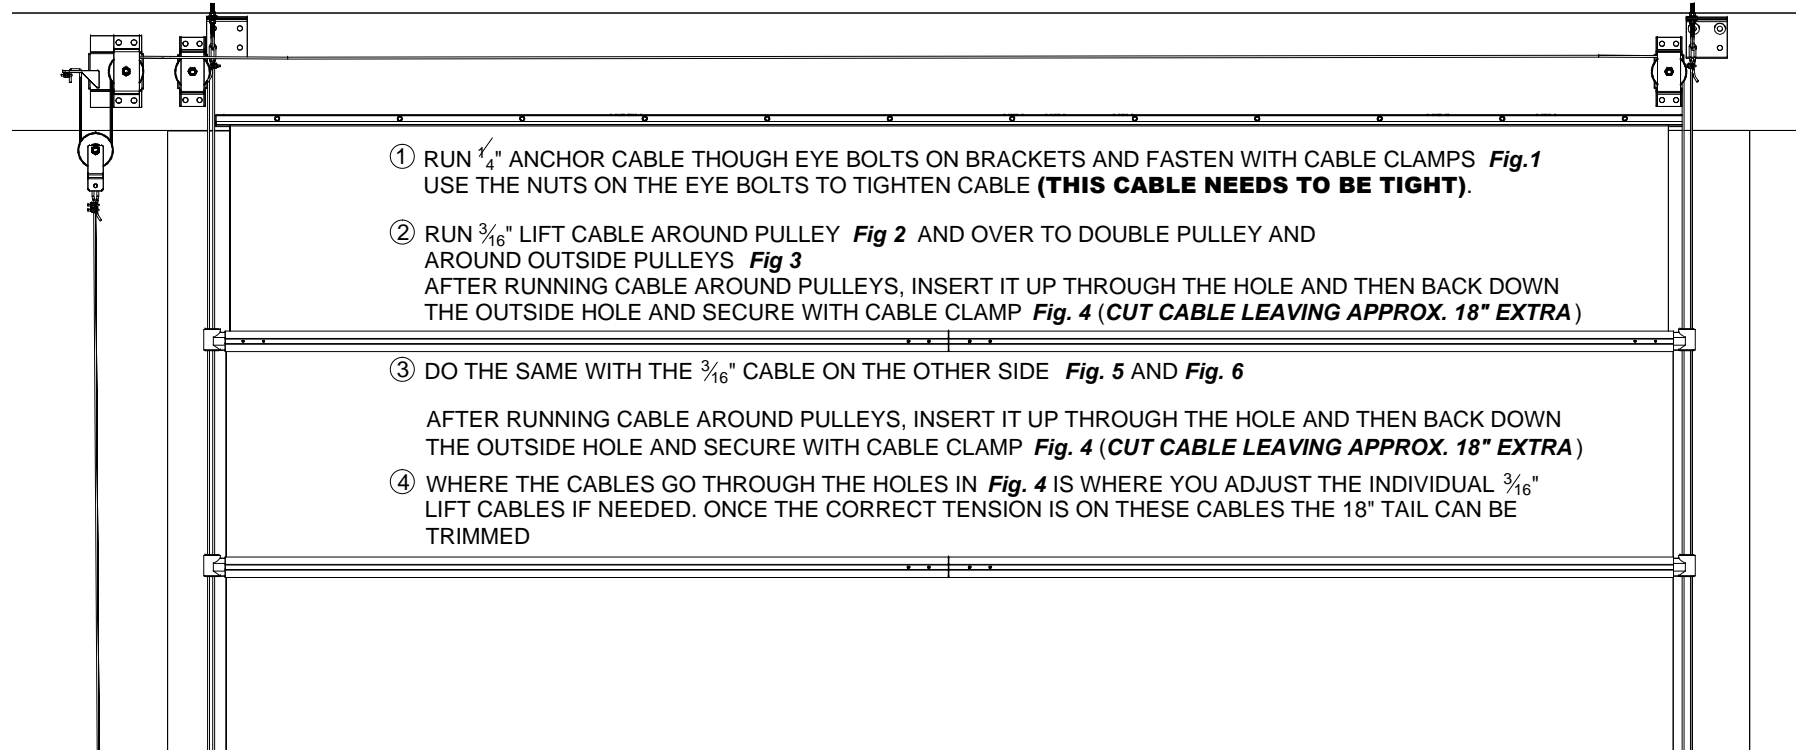 ① RUN 1/4" ANCHOR CABLE THOUGH EYE BOLTS ON BRACKETS AND FASTEN WITH CABLE CLAMPS Fig.1
USE THE NUTS ON THE EYE BOLTS TO TIGHTEN CABLE (THIS CABLE NEEDS TO BE TIGHT).
② RUN 3/16" LIFT CABLE AROUND PULLEY Fig 2 AND OVER TO DOUBLE PULLEY AND
AROUND OUTSIDE PULLEYS Fig 3
AFTER RUNNING CABLE AROUND PULLEYS, INSERT IT UP THROUGH THE HOLE AND THEN BACK DOWN
THE OUTSIDE HOLE AND SECURE WITH CABLE CLAMP Fig. 4 (CUT CABLE LEAVING APPROX. 18" EXTRA)
③ DO THE SAME WITH THE 3/16" CABLE ON THE OTHER SIDE Fig. 5 AND Fig. 6
AFTER RUNNING CABLE AROUND PULLEYS, INSERT IT UP THROUGH THE HOLE AND THEN BACK DOWN
THE OUTSIDE HOLE AND SECURE WITH CABLE CLAMP Fig. 4 (CUT CABLE LEAVING APPROX. 18" EXTRA)
④ WHERE THE CABLES GO THROUGH THE HOLES IN Fig. 4 IS WHERE YOU ADJUST THE INDIVIDUAL 3/16"
LIFT CABLES IF NEEDED. ONCE THE CORRECT TENSION IS ON THESE CABLES THE 18" TAIL CAN BE
TRIMMED